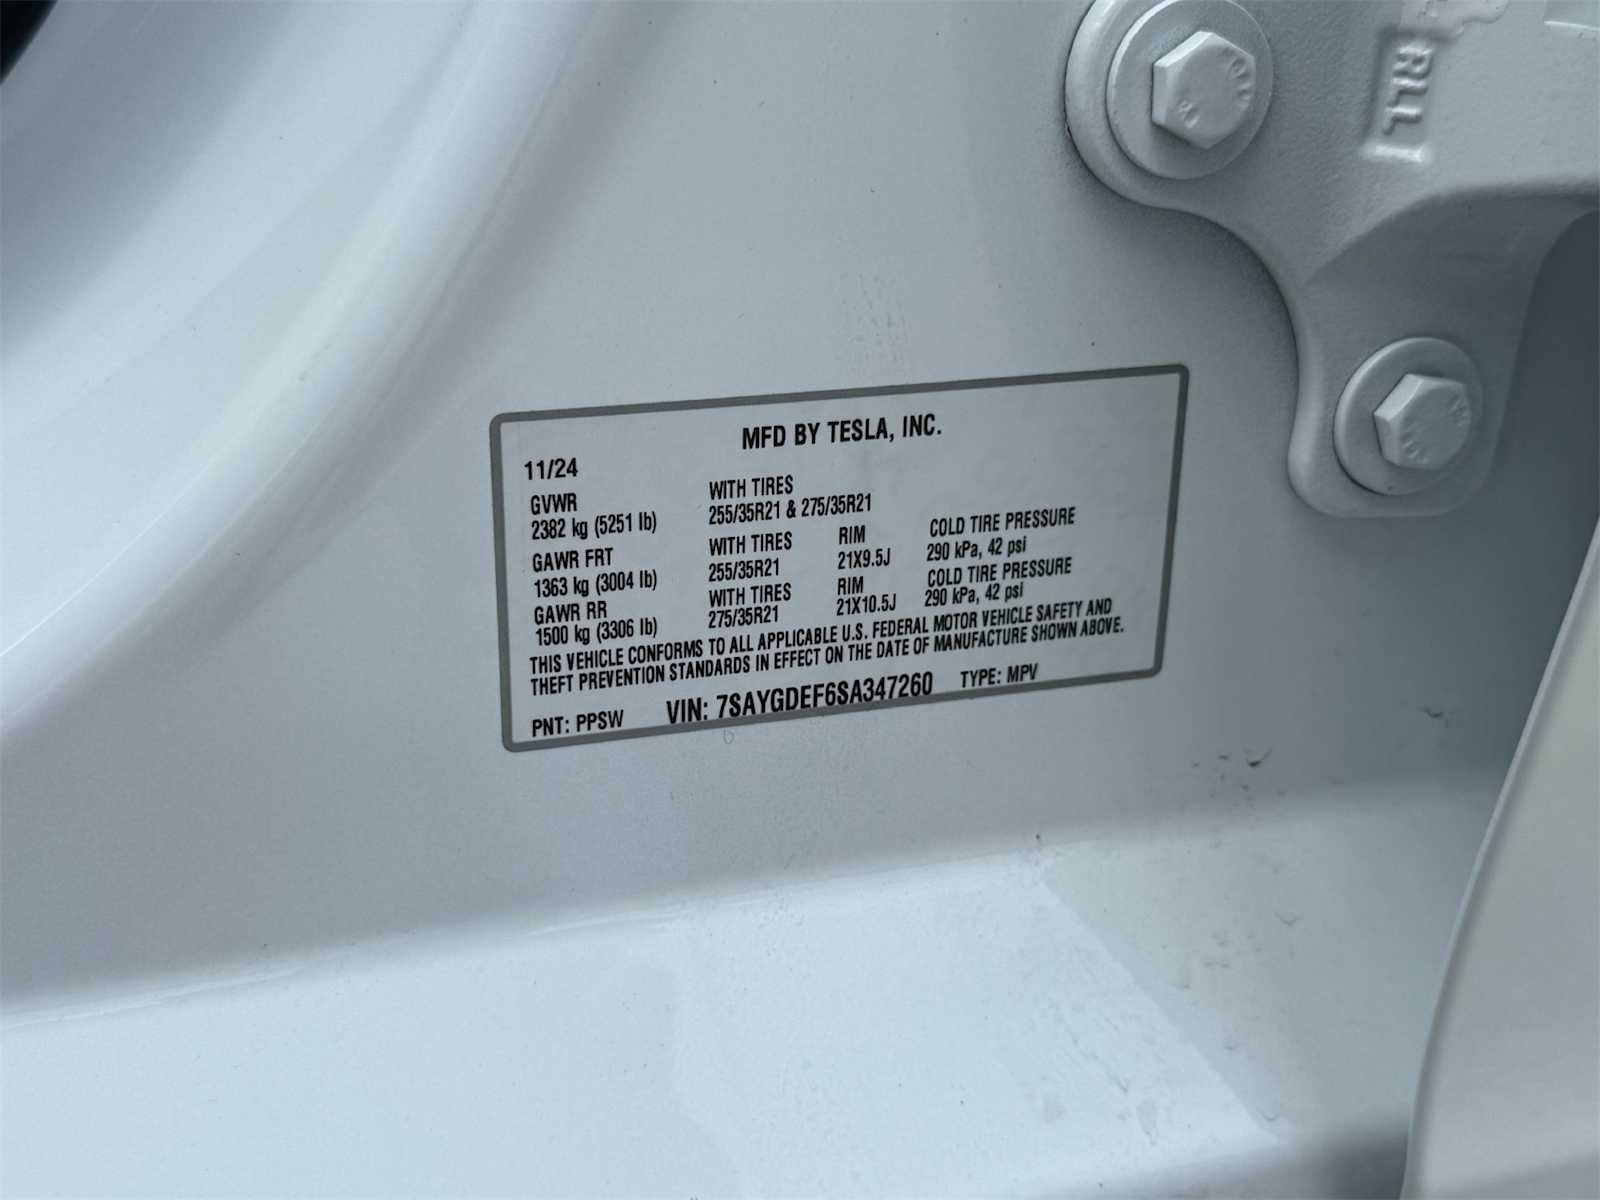 RLL
MFD BY TESLA, INC.
11/24
GVWR WITH TIRES
2382 kg (5251 lb) 255/35R21 & 275/35R21
GAWR FRT WITH TIRES RIM COLD TIRE PRESSURE
1363 kg (3004 lb) 255/35R21 21X9.5J 290 kPa, 42 psi
GAWR RR WITH TIRES RIM COLD TIRE PRESSURE
1500 kg (3306 lb) 275/35R21 21X10.5J 290 kPa, 42 psi
THIS VEHICLE CONFORMS TO ALL APPLICABLE U.S. FEDERAL MOTOR VEHICLE SAFETY AND
THEFT PREVENTION STANDARDS IN EFFECT ON THE DATE OF MANUFACTURE SHOWN ABOVE.
PNT: PPSW VIN: 7SAYGDEF6SA347260 TYPE: MPV